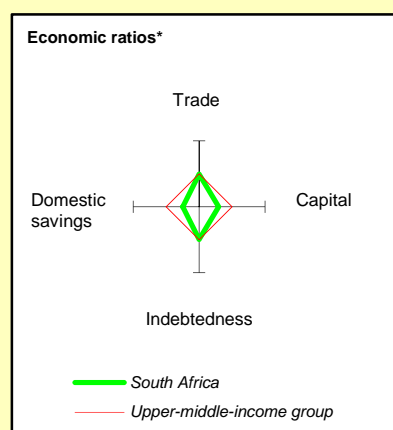 Economic ratios*
Trade
Domestic
savings
Capital
Indebtedness
South Africa
Upper-middle-income group